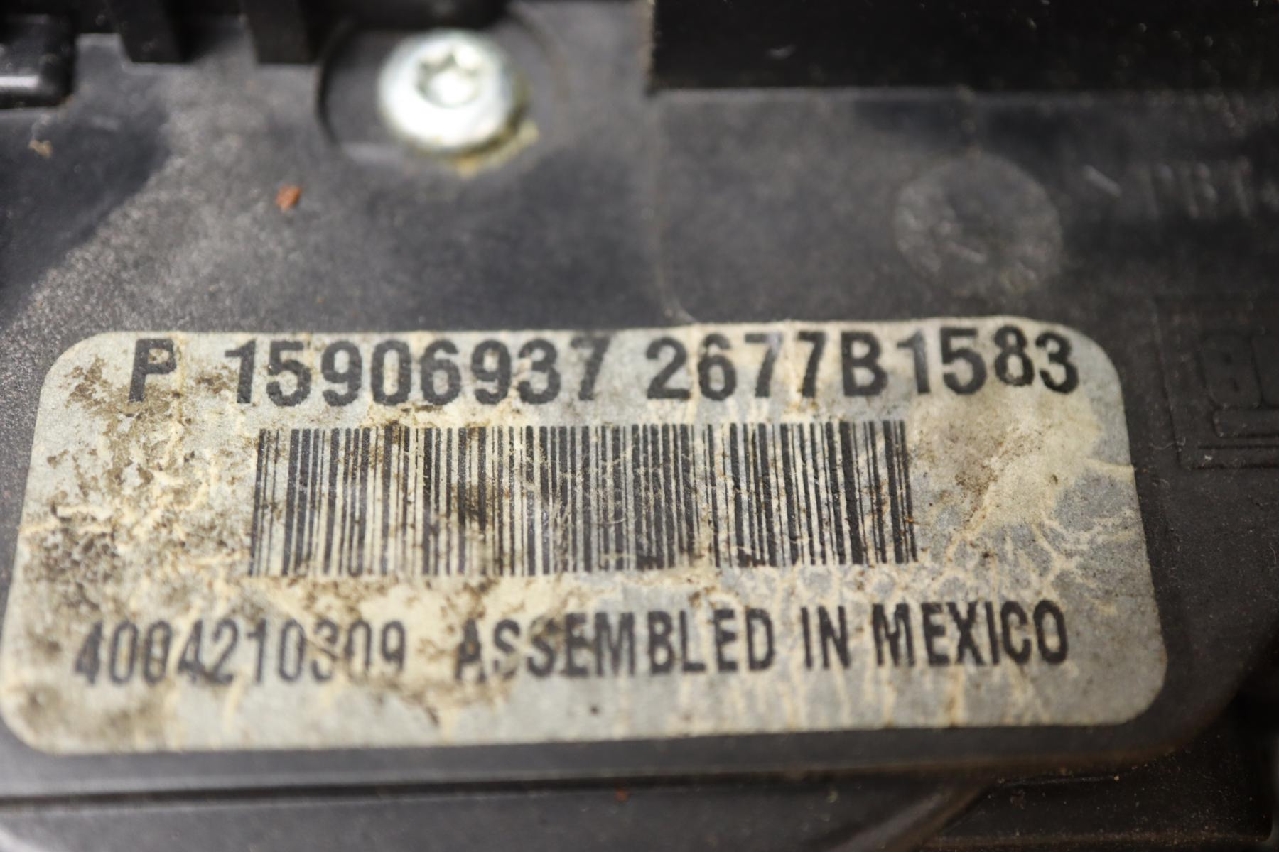 P 15906937 2677B1583
4004210309 ASSEMBLED IN MEXICO